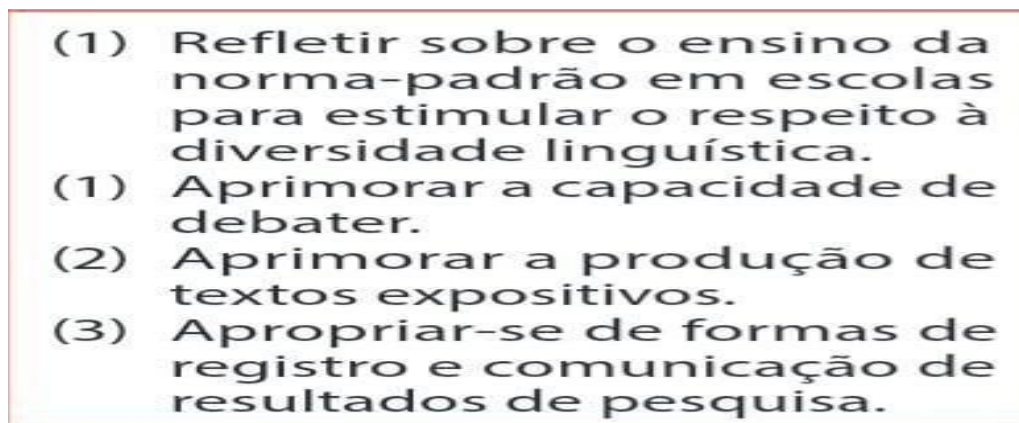 (1) Refletir sobre o ensino da
norma-padrão em escolas
para estimular o respeito à
diversidade linguística.
(1) Aprimorar a capacidade de
debater.
(2) Aprimorar a produção de
textos expositivos.
(3) Apropriar-se de formas de
registro e comunicação de
resultados de pesquisa.